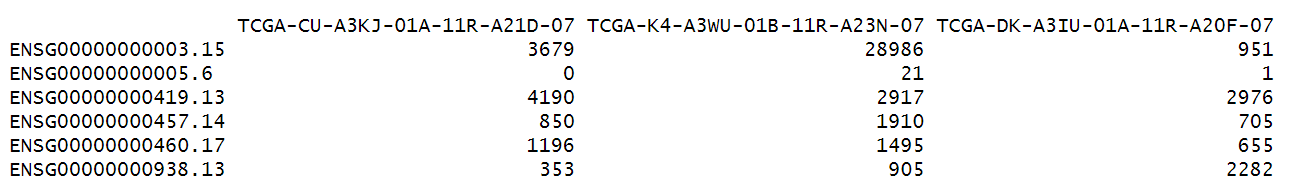 TCGA-CU-A3KJ-01A-11R-A21D-07 TCGA-K4-A3WU-01B-11R-A23N-07 TCGA-DK-A3IU-01A-11R-A20F-07
ENSG00000000003.15 3679 28986 951
ENSG00000000005.6 0 21 1
ENSG00000000419.13 4190 2917 2976
ENSG00000000457.14 850 1910 705
ENSG00000000460.17 1196 1495 655
ENSG00000000938.13 353 905 2282